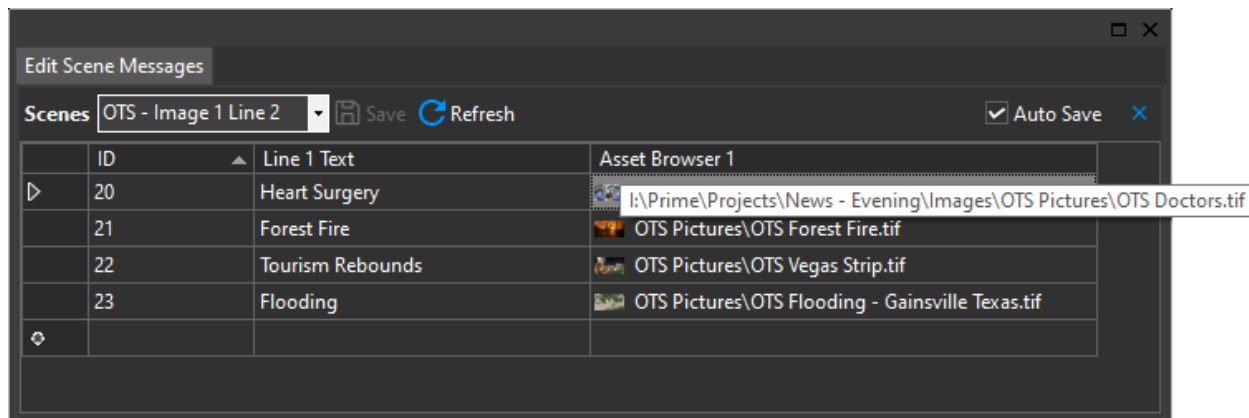 Edit Scene Messages
Scenes OTS - Image 1 Line 2 Save Refresh Auto Save
ID Line 1 Text Asset Browser 1
20 Heart Surgery I:\Prime\Projects\News - Evening\Images\OTS Pictures\OTS Doctors.tif
21 Forest Fire OTS Pictures\OTS Forest Fire.tif
22 Tourism Rebounds OTS Pictures\OTS Vegas Strip.tif
23 Flooding OTS Pictures\OTS Flooding - Gainsville Texas.tif